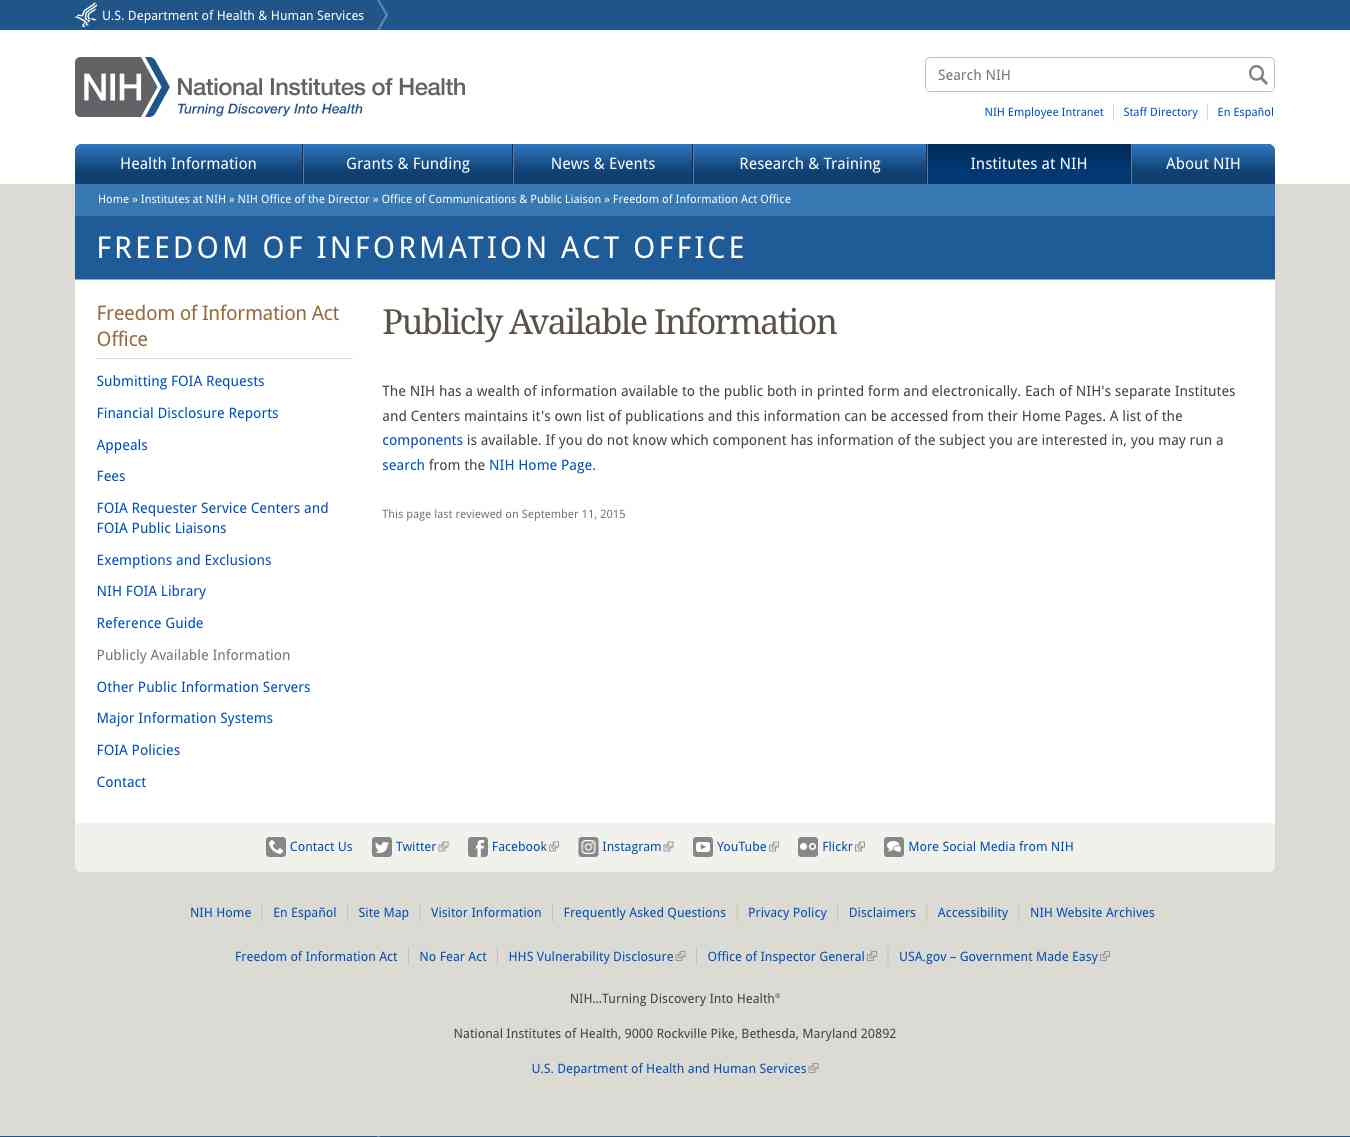 U.S. Department of Health & Human Services
NIH National Institutes of Health
Turning Discovery Into Health
Search NIH
NIH Employee Intranet
Staff Directory
En Español
Health Information
Grants & Funding
News & Events
Research & Training
Institutes at NIH
About NIH
Home » Institutes at NIH » NIH Office of the Director » Office of Communications & Public Liaison » Freedom of Information Act Office
FREEDOM OF INFORMATION ACT OFFICE
Freedom of Information Act
Office
Submitting FOIA Requests
Financial Disclosure Reports
Appeals
Fees
FOIA Requester Service Centers and
FOIA Public Liaisons
Exemptions and Exclusions
NIH FOIA Library
Reference Guide
Publicly Available Information
Other Public Information Servers
Major Information Systems
FOIA Policies
Contact
Publicly Available Information
The NIH has a wealth of information available to the public both in printed form and electronically. Each of NIH's separate Institutes
and Centers maintains it's own list of publications and this information can be accessed from their Home Pages. A list of the
components is available. If you do not know which component has information of the subject you are interested in, you may run a
search from the NIH Home Page.
This page last reviewed on September 11, 2015
Contact Us
Twitter
Facebook
Instagram
YouTube
Flickr
More Social Media from NIH
NIH Home
En Español
Site Map
Visitor Information
Frequently Asked Questions
Privacy Policy
Disclaimers
Accessibility
NIH Website Archives
Freedom of Information Act
No Fear Act
HHS Vulnerability Disclosure
Office of Inspector General
USA.gov – Government Made Easy
NIH...Turning Discovery Into Health®
National Institutes of Health, 9000 Rockville Pike, Bethesda, Maryland 20892
U.S. Department of Health and Human Services